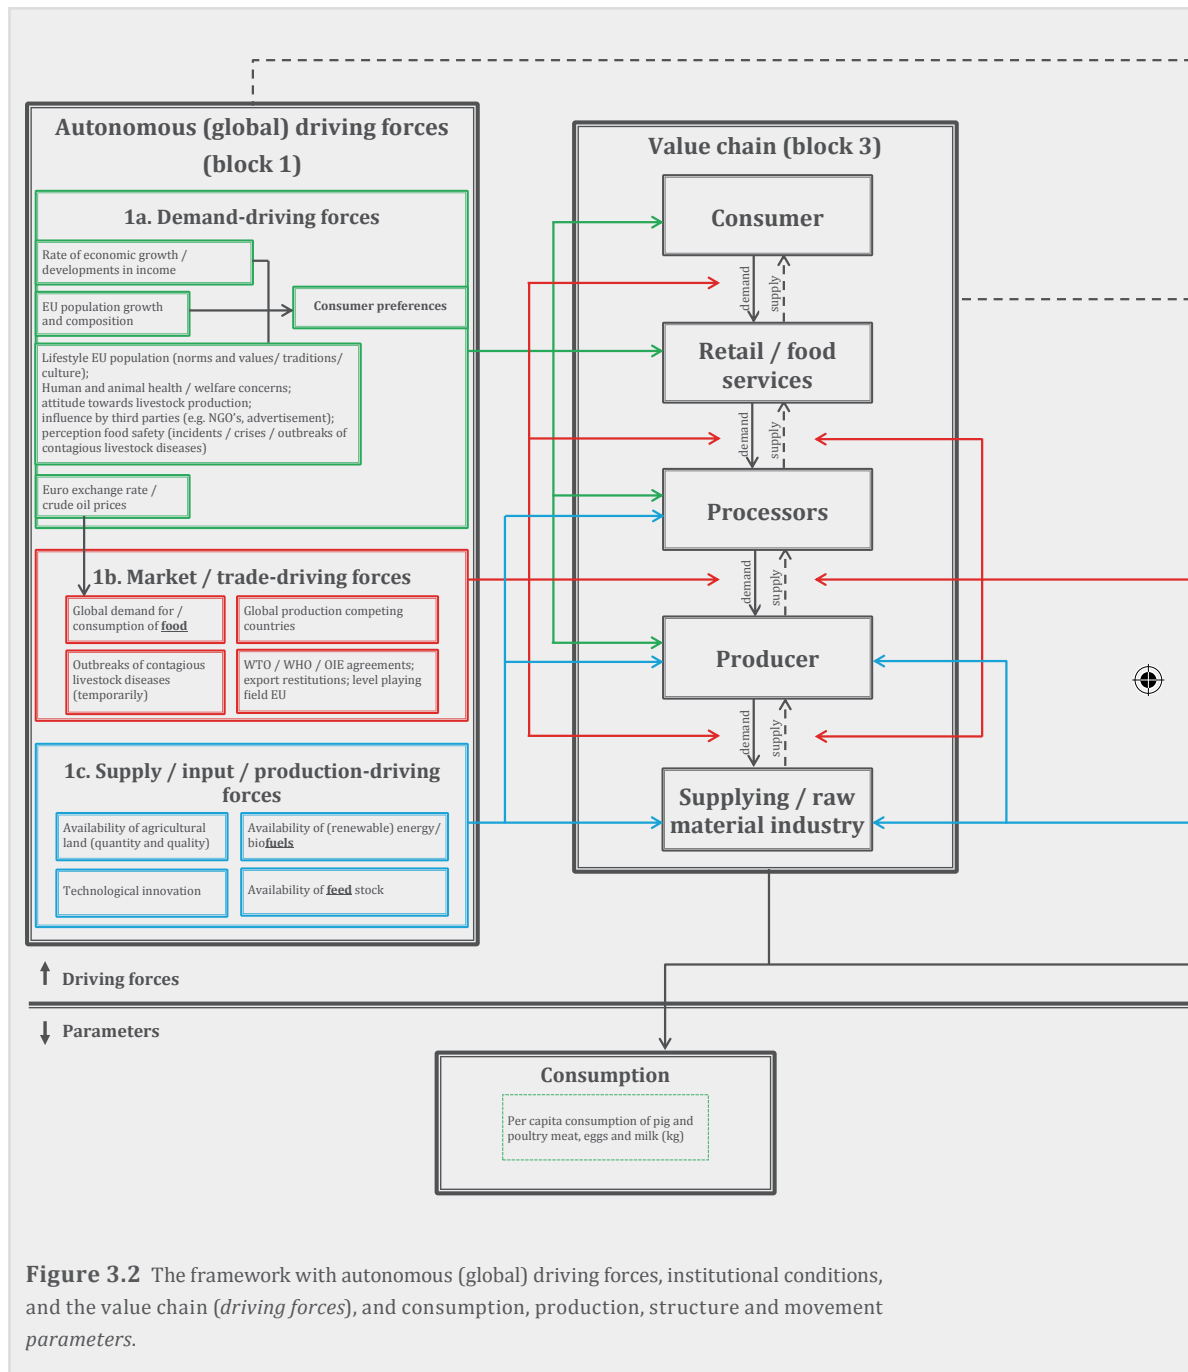 Autonomous (global) driving forces
(block 1)
1a. Demand-driving forces
Rate of economic growth /
developments in income
EU population growth
and composition
Consumer preferences
Lifestyle EU population (norms and values/ traditions/
culture);
Human and animal health / welfare concerns;
attitude towards livestock production;
influence by third parties (e.g. NGO's, advertisement);
perception food safety (incidents / crises / outbreaks of
contagious livestock diseases)
Euro exchange rate /
crude oil prices
1b. Market / trade-driving forces
Global demand for /
consumption of food
Global production competing
countries
Outbreaks of contagious
livestock diseases
(temporarily)
WTO / WHO / OIE agreements;
export restitutions; level playing
field EU
1c. Supply / input / production-driving
forces
Availability of agricultural
land (quantity and quality)
Availability of (renewable) energy/
biofuels
Technological innovation
Availability of feed stock
Value chain (block 3)
Consumer
demand
supply
Retail / food
services
demand
supply
Processors
demand
supply
Producer
demand
supply
Supplying / raw
material industry
Driving forces
Parameters
Consumption
Per capita consumption of pig and
poultry meat, eggs and milk (kg)
Figure 3.2 The framework with autonomous (global) driving forces, institutional conditions,
and the value chain (driving forces), and consumption, production, structure and movement
parameters.